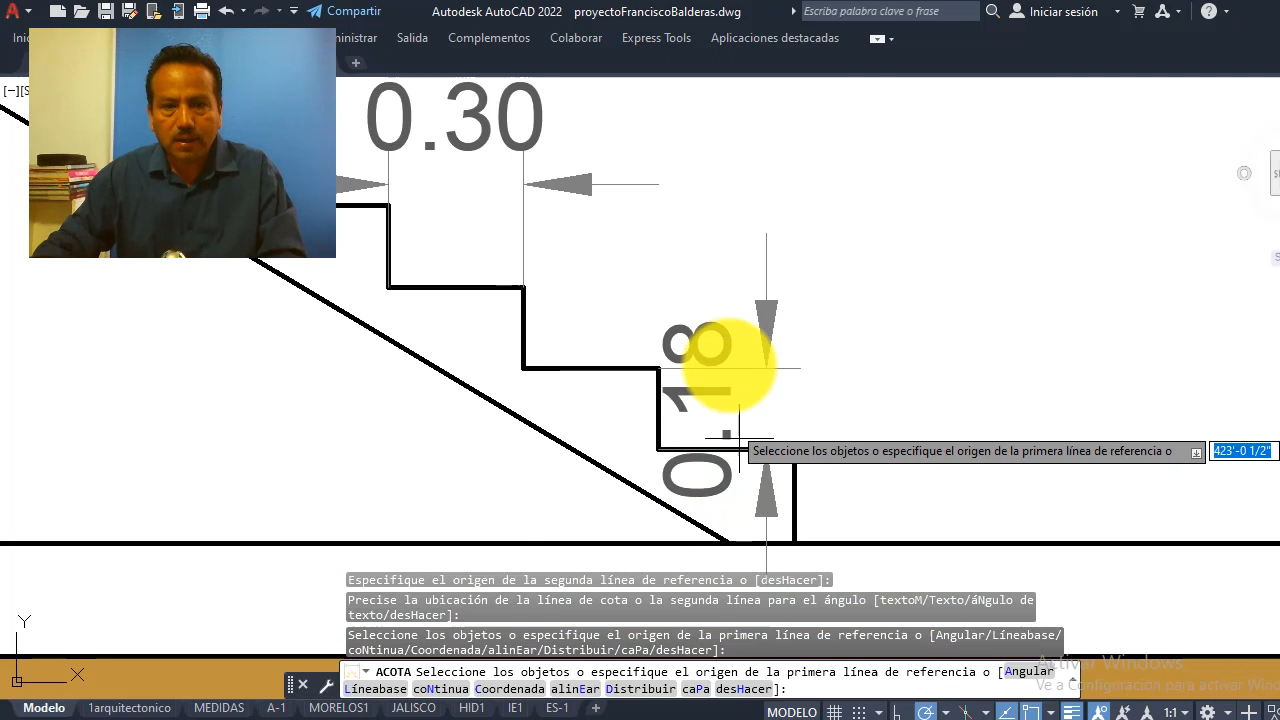 A Compartir Autodesk AutoCAD 2022 proyectoFranciscoBalderas.dwg Escriba palabra clave o frase Iniciar sesión
ministrar Salida Complementos Colaborar Express Tools Aplicaciones destacadas
[−][S
0.30
0.18
Seleccione los objetos o especifique el origen de la primera línea de referencia o 423'-0 1/2"
Especifique el origen de la segunda línea de referencia o [desHacer]:
Precise la ubicación de la línea de cota o la segunda línea para el ángulo [textoM/Texto/áNgulo de
texto/desHacer]:
Seleccione los objetos o especifique el origen de la primera línea de referencia o [Angular/Líneabase/
coNtinua/Coordenada/alinEar/Distribuir/caPa/desHacer]:
Y
X
ACOTA Seleccione los objetos o especifique el origen de la primera línea de referencia o [Angular
Líneabase coNtinua Coordenada alinEar Distribuir caPa desHacer]:
Activar Windows
Ve a Configuración para activar Win
Modelo 1arquitectonico MEDIDAS A-1 MORELOS1 JALISCO HID1 IE1 ES-1 MODELO 1:1